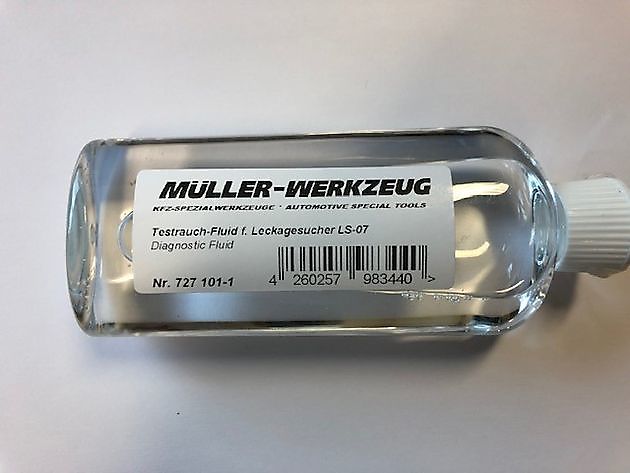 MÜLLER-WERKZEUG
KFZ-SPEZIALWERKZEUGE · AUTOMOTIVE SPECIAL TOOLS
Testrauch-Fluid f. Leckagesucher LS-07
Diagnostic Fluid
Nr. 727 101-1
4 260257 983440 >